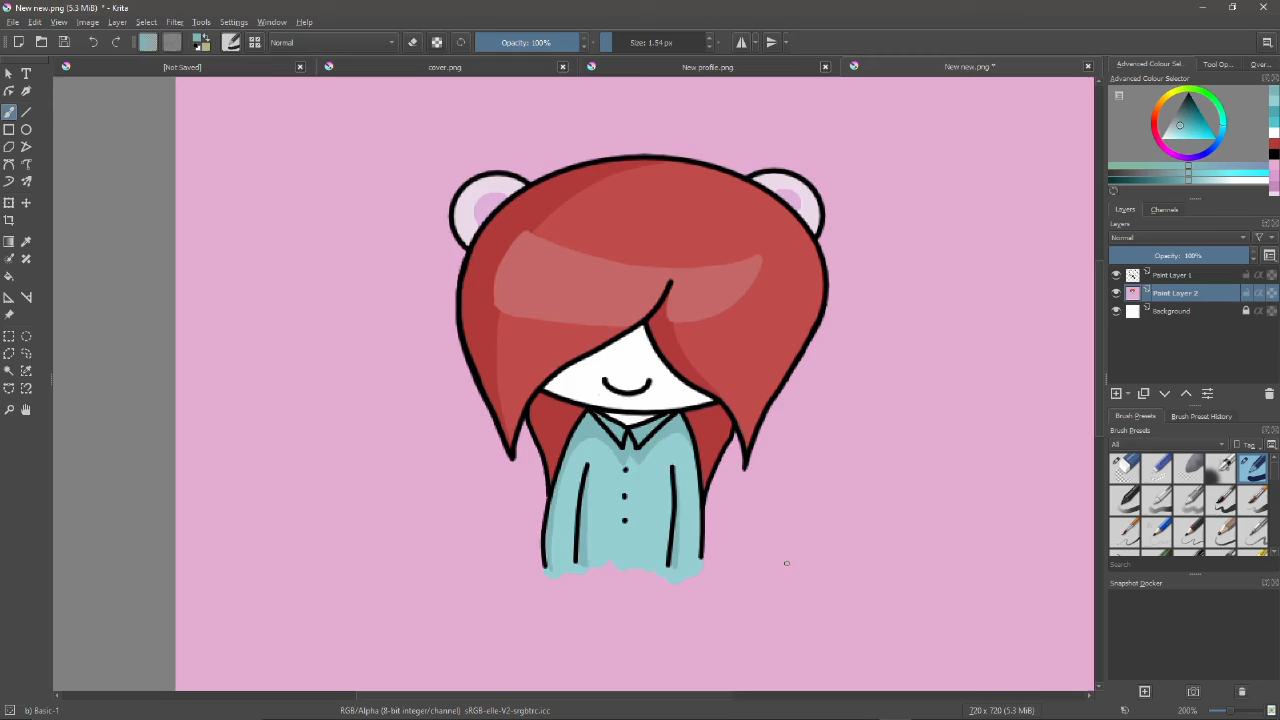 New new.png (5.3 MiB) * - Krita
File Edit View Image Layer Select Filter Tools Settings Window Help
Normal Opacity: 100% Size: 1.54 px
[Not Saved] cover.png New profile.png New new.png *
Advanced Colour Sel... Tool Op... Over...
Advanced Colour Selector
Layers Channels
Layers
Normal
Opacity: 100%
Paint Layer 1
Paint Layer 2
Background
Brush Presets Brush Preset History
Brush Presets
All Tag
Search
Snapshot Docker
b) Basic-1 RGB/Alpha (8-bit integer/channel) sRGB-elle-V2-srgbtrc.icc 720 x 720 (5.3 MiB) 200%